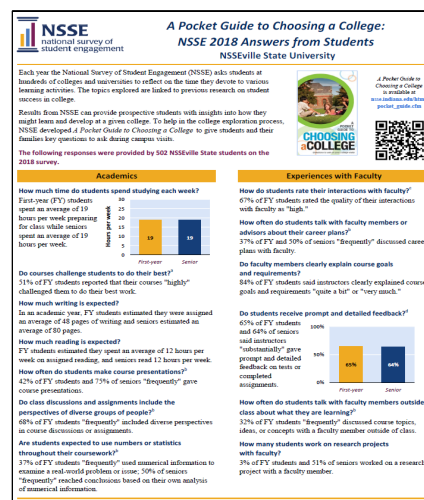 NSSE
national survey of
student engagement
A Pocket Guide to Choosing a College:
NSSE 2018 Answers from Students
NSSEville State University
Each year the National Survey of Student Engagement (NSSE) asks students at
hundreds of colleges and universities to reflect on the time they devote to various
learning activities. The topics explored are linked to previous research on student
success in college.
Results from NSSE can provide prospective students with insights into how they
might learn and develop at a given college. To help in the college exploration process,
NSSE developed A Pocket Guide to Choosing a College to give students and their
families key questions to ask during campus visits.
The following responses were provided by 502 NSSEville State students on the
2018 survey.
A POCKET
GUIDE TO
CHOOSING
a COLLEGE
A Pocket Guide to
Choosing a College
is available at
nsse.indiana.edu/html/
pocket_guide.cfm
Academics
How much time do students spend studying each week?
First-year (FY) students
spent an average of 19
hours per week preparing
for class while seniors
spent an average of 19
hours per week.
Hours per week
30
25
20
15
10
5
0
19
19
First-year
Senior
Do courses challenge students to do their best?a
51% of FY students reported that their courses "highly"
challenged them to do their best work.
How much writing is expected?
In an academic year, FY students estimated they were assigned
an average of 48 pages of writing and seniors estimated an
average of 80 pages.
How much reading is expected?
FY students estimated they spent an average of 12 hours per
week on assigned reading, and seniors read 12 hours per week.
How often do students make course presentations?b
42% of FY students and 75% of seniors "frequently" gave
course presentations.
Do class discussions and assignments include the
perspectives of diverse groups of people?b
68% of FY students "frequently" included diverse perspectives
in course discussions or assignments.
Are students expected to use numbers or statistics
throughout their coursework?b
37% of FY students "frequently" used numerical information to
examine a real-world problem or issue; 50% of seniors
"frequently" reached conclusions based on their own analysis
of numerical information.
Experiences with Faculty
How do students rate their interactions with faculty?c
67% of FY students rated the quality of their interactions
with faculty as "high."
How often do students talk with faculty members or
advisors about their career plans?b
37% of FY and 50% of seniors "frequently" discussed career
plans with faculty.
Do faculty members clearly explain course goals
and requirements?
84% of FY students said instructors clearly explained course
goals and requirements "quite a bit" or "very much."
Do students receive prompt and detailed feedback?d
65% of FY students
and 64% of seniors
said instructors
"substantially" gave
prompt and detailed
feedback on tests or
completed
assignments.
100%
50%
0%
65%
64%
First-year
Senior
How often do students talk with faculty members outside
class about what they are learning?b
32% of FY students "frequently" discussed course topics,
ideas, or concepts with a faculty member outside of class.
How many students work on research projects
with faculty?
3% of FY students and 51% of seniors worked on a research
project with a faculty member.